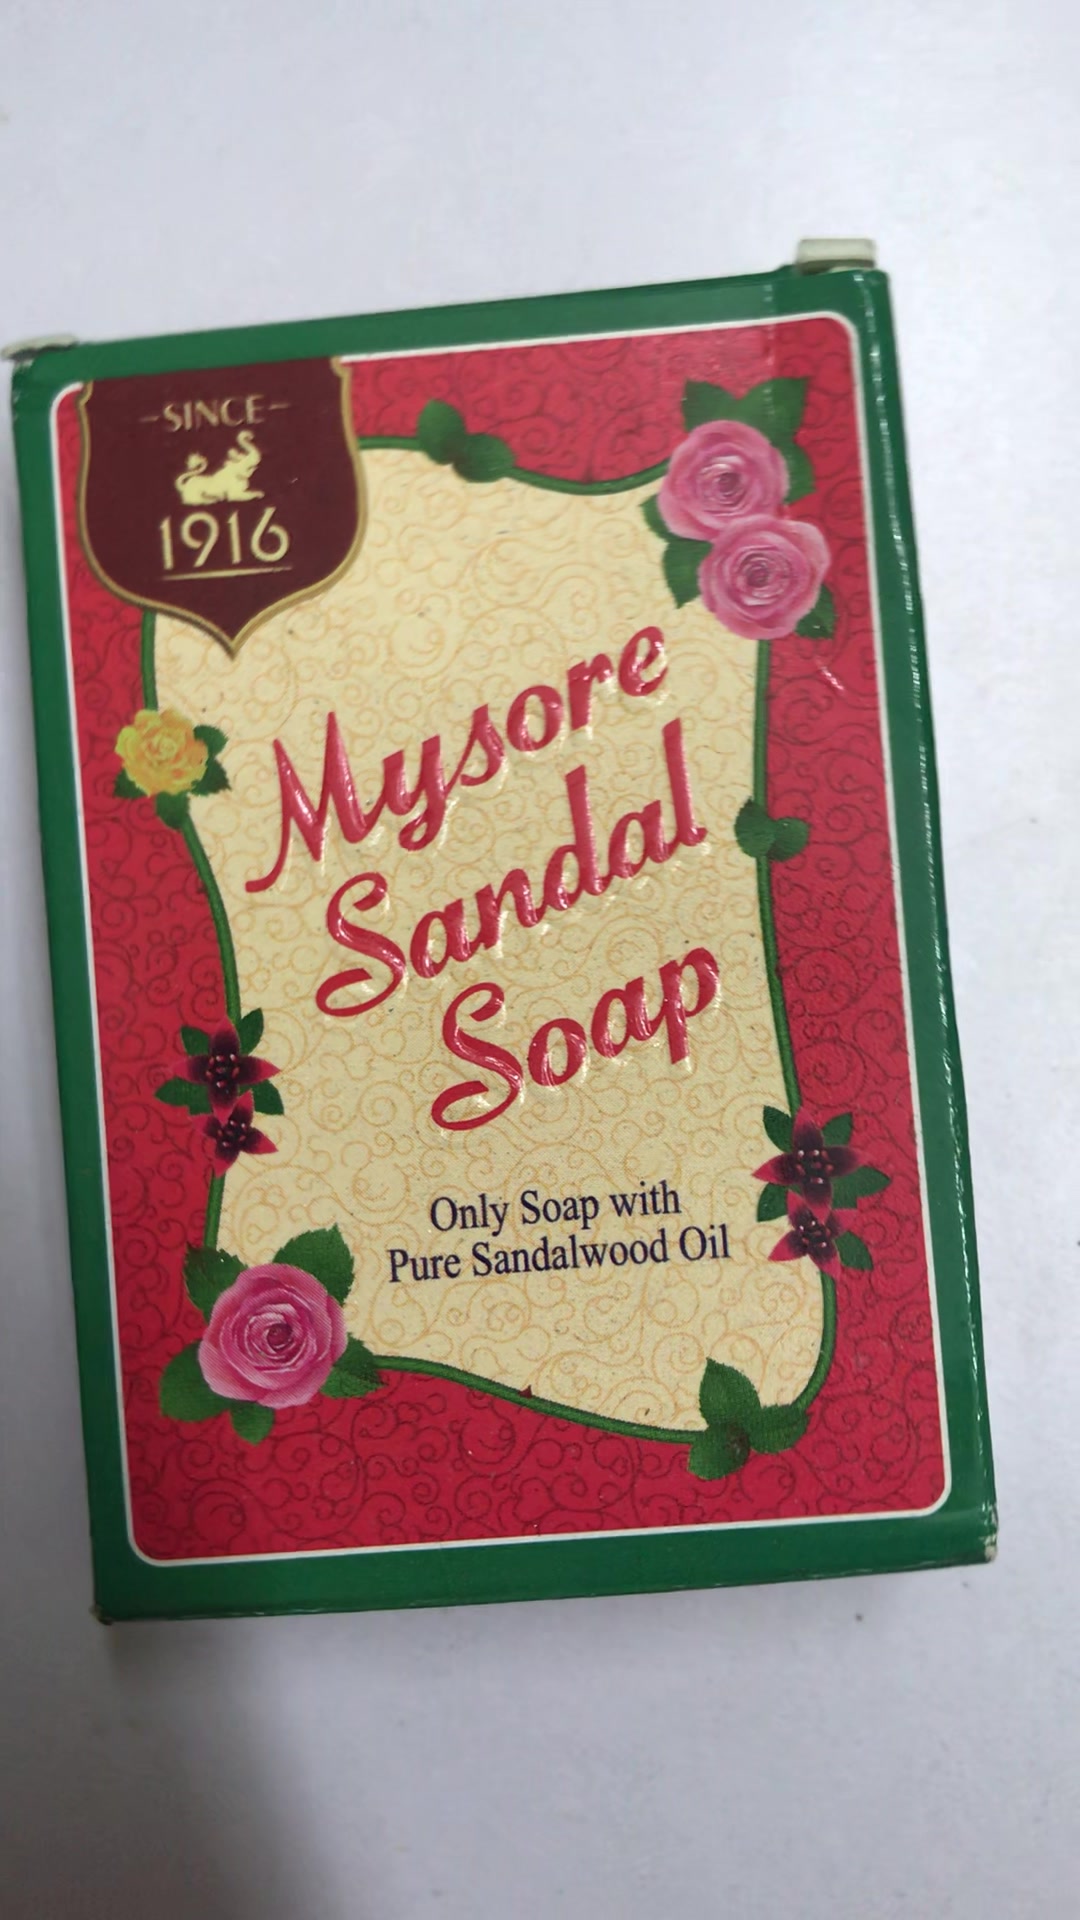 -SINCE-
1916
Mysore
Sandal
Soap
Only Soap with
Pure Sandalwood Oil